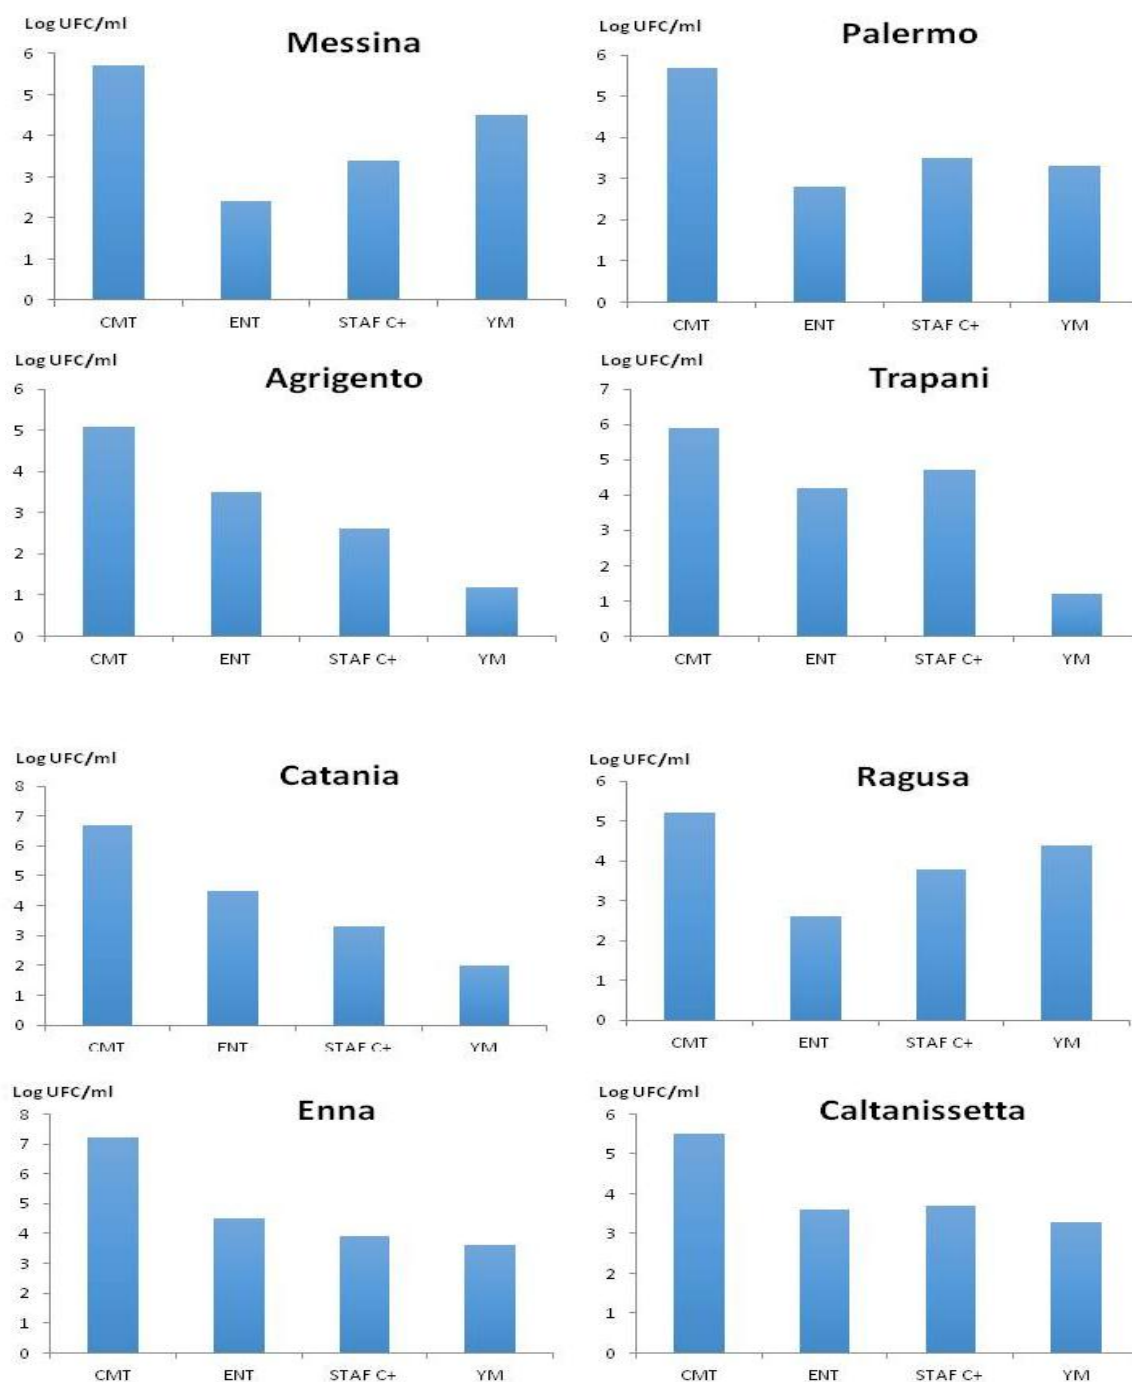 Log UFC/ml
Messina
6
5
4
3
2
1
0
CMT ENT STAF C+ YM
Log UFC/ml
Palermo
6
5
4
3
2
1
0
CMT ENT STAF C+ YM
Log UFC/ml
Agrigento
6
5
4
3
2
1
0
CMT ENT STAF C+ YM
Log UFC/ml
Trapani
7
6
5
4
3
2
1
0
CMT ENT STAF C+ YM
Log UFC/ml
Catania
8
7
6
5
4
3
2
1
0
CMT ENT STAF C+ YM
Log UFC/ml
Ragusa
6
5
4
3
2
1
0
CMT ENT STAF C+ YM
Log UFC/ml
Enna
8
7
6
5
4
3
2
1
0
CMT ENT STAF C+ YM
Log UFC/ml
Caltanissetta
6
5
4
3
2
1
0
CMT ENT STAF C+ YM